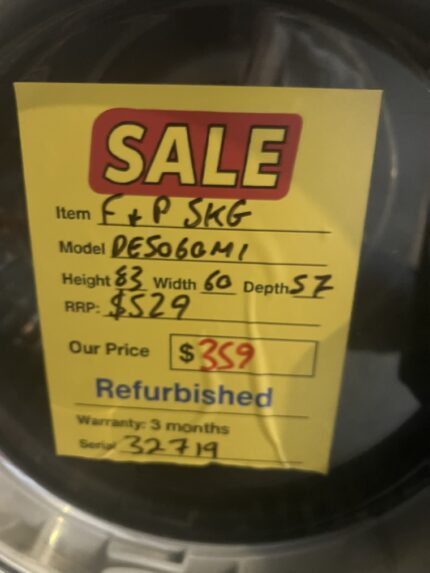 SALE
Item F+P 5KG
Model DE5060M1
Height 83 Width 60 Depth 57
RRP: $529
Our Price $359
Refurbished
Warranty: 3 months
Serial 32719